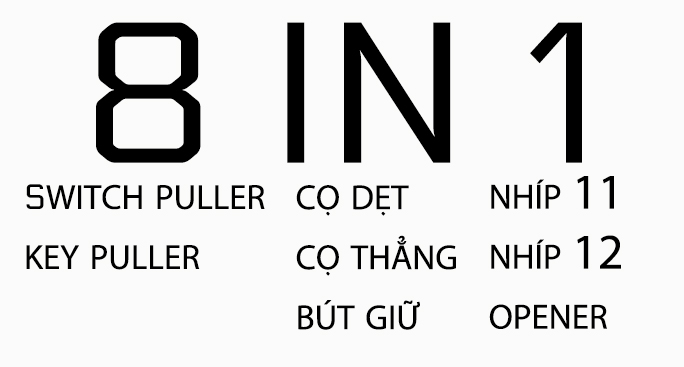 8 IN 1
SWITCH PULLER
KEY PULLER
CỌ DẸT
CỌ THẲNG
BÚT GIỮ
NHÍP 11
NHÍP 12
OPENER